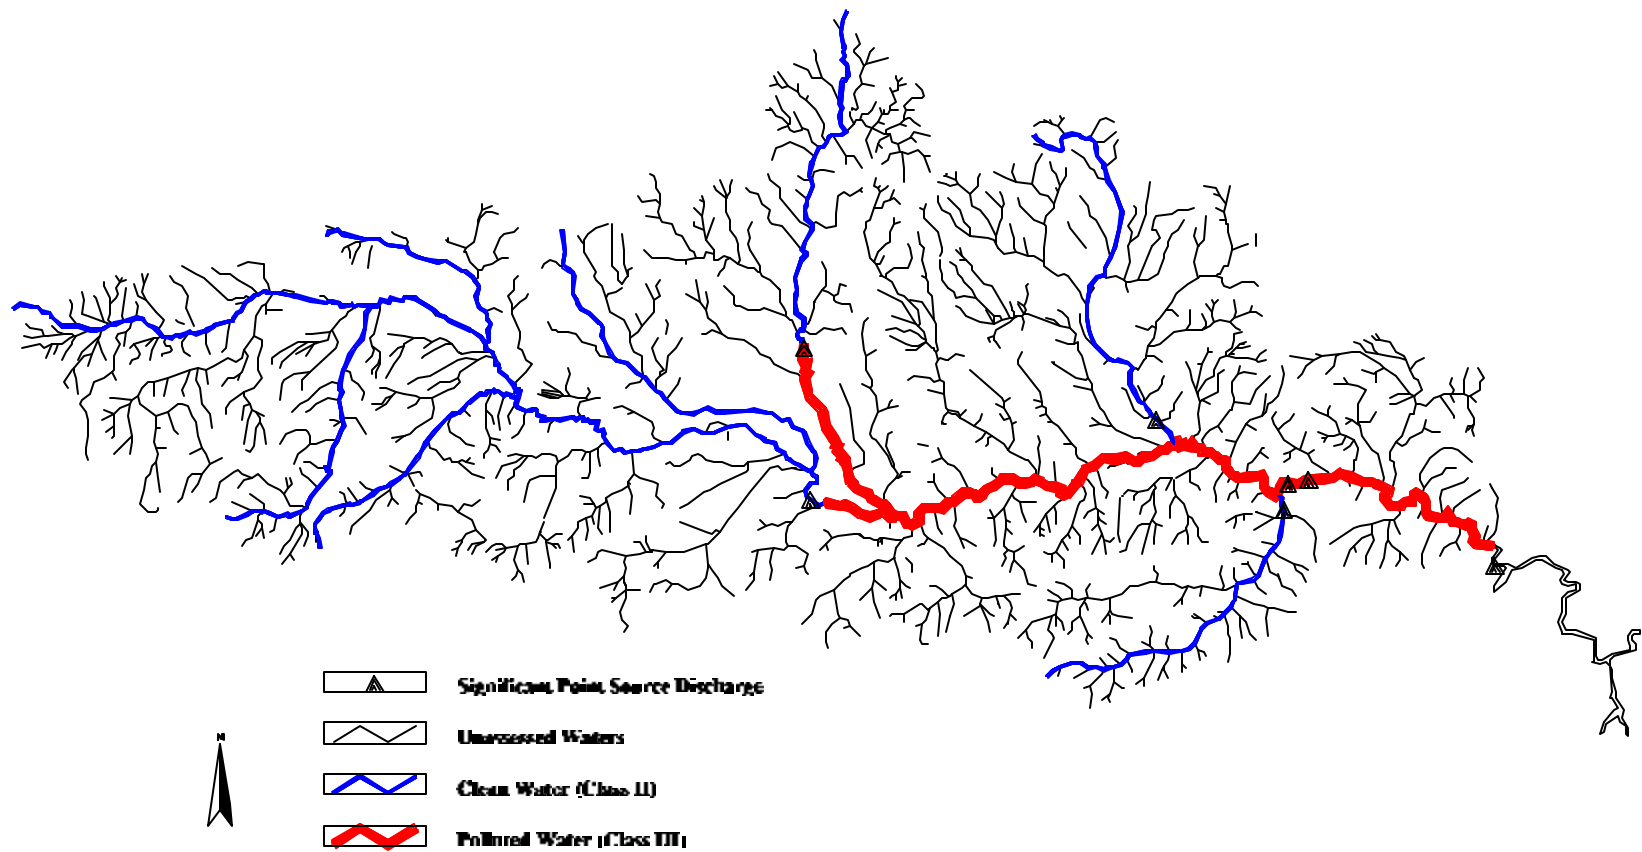 Significant Point Source Discharge
N
Unassessed Waters
Clean Water (Class II)
Polluted Water (Class III)